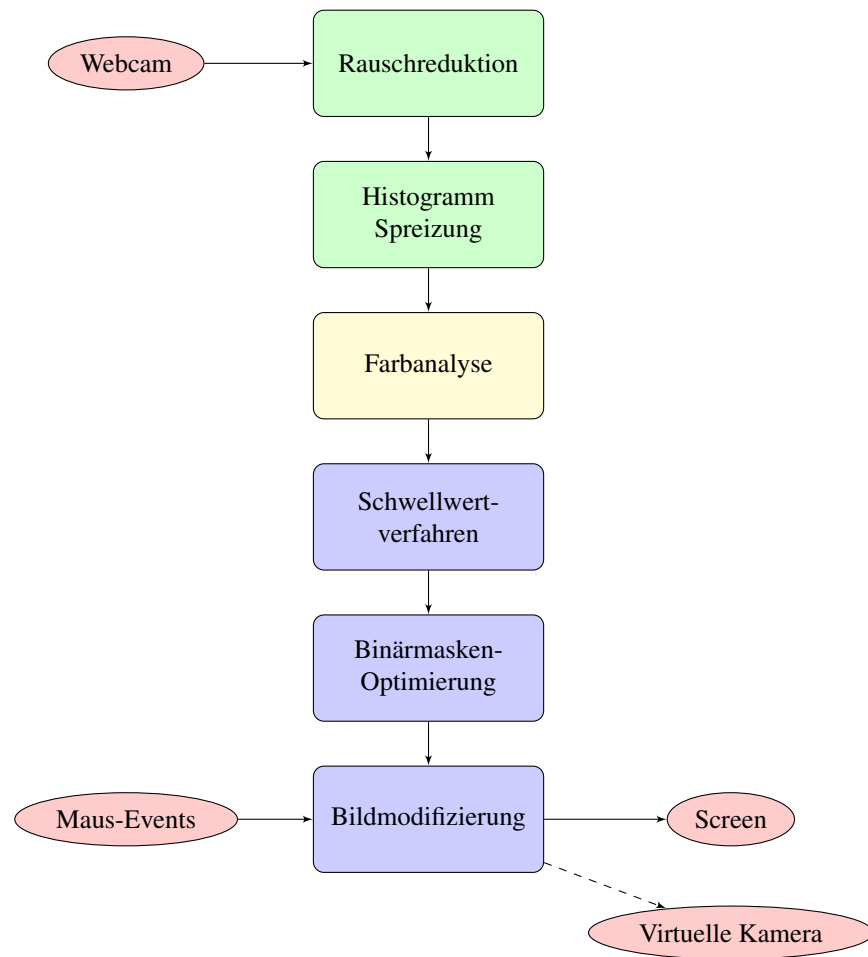 Webcam
Rauschreduktion
Histogramm
Spreizung
Farbanalyse
Schwellwert-
verfahren
Binärmasken-
Optimierung
Maus-Events
Bildmodifizierung
Screen
Virtuelle Kamera